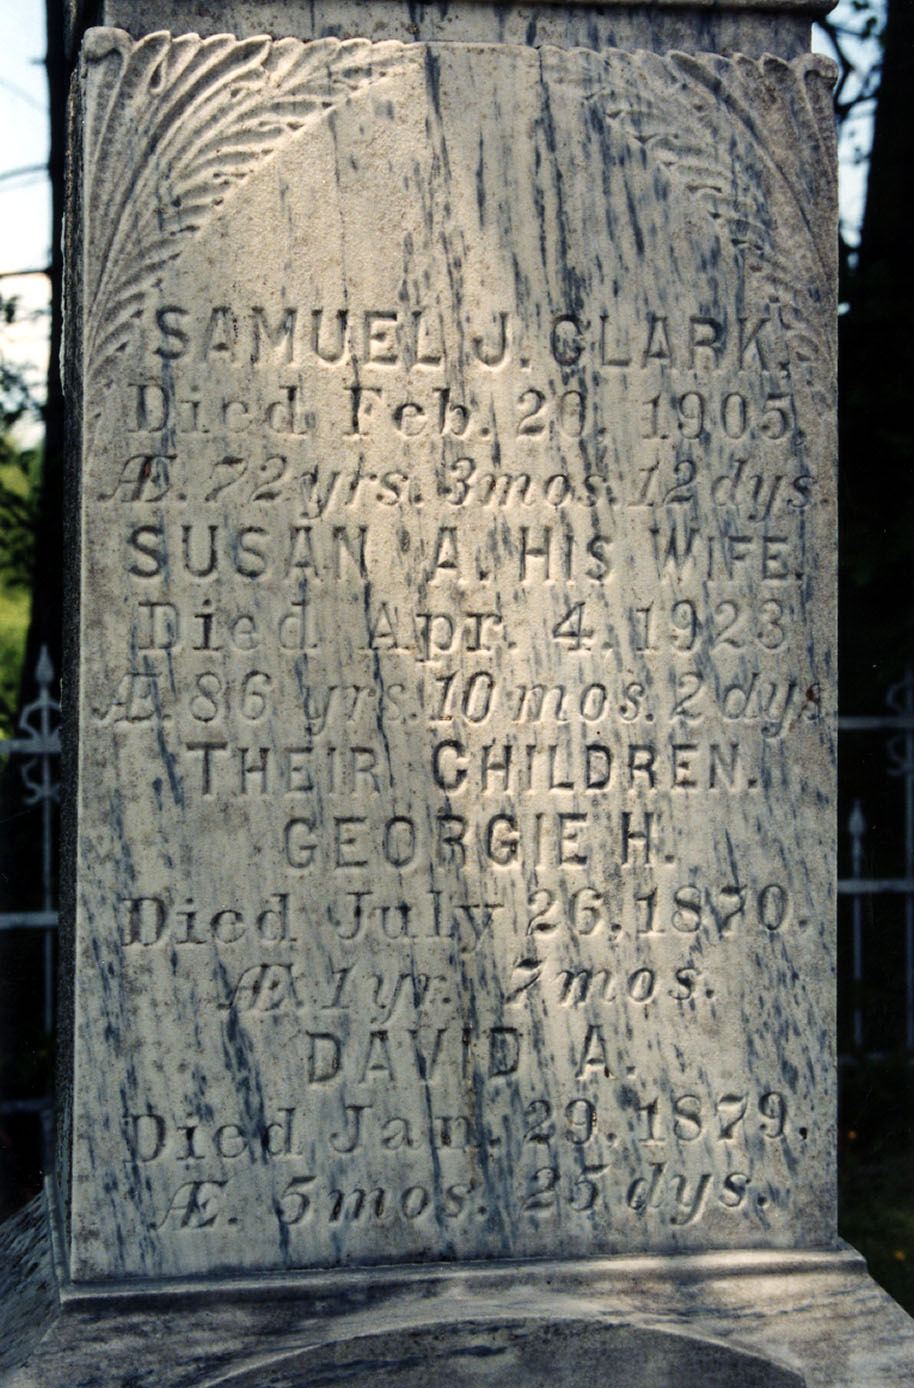 SAMUEL J. CLARK.
Died Feb. 20. 1905
Æ. 72 yrs. 3mos. 12 dys
SUSAN A. HIS WIFE.
Died Apr. 4. 1923
Æ. 86 yrs. 10 mos. 2 dys
THEIR CHILDREN.
GEORGIE H.
Died July 26. 1870.
Æ. 1 yr. 7 mos.
DAVID A.
Died Jan. 29. 1879.
Æ. 5 mos. 25 dys.